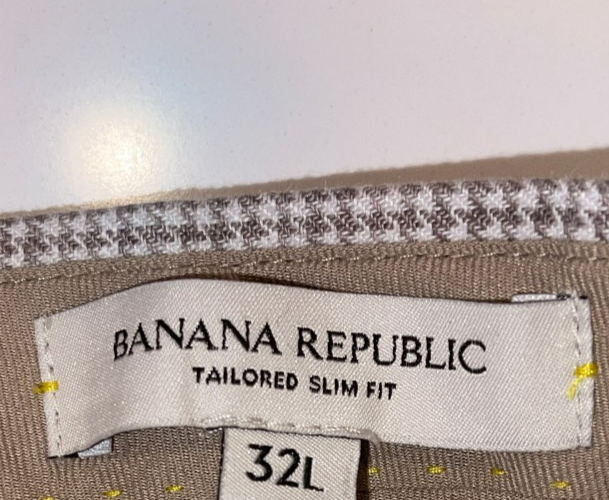 BANANA REPUBLIC
TAILORED SLIM FIT
32L